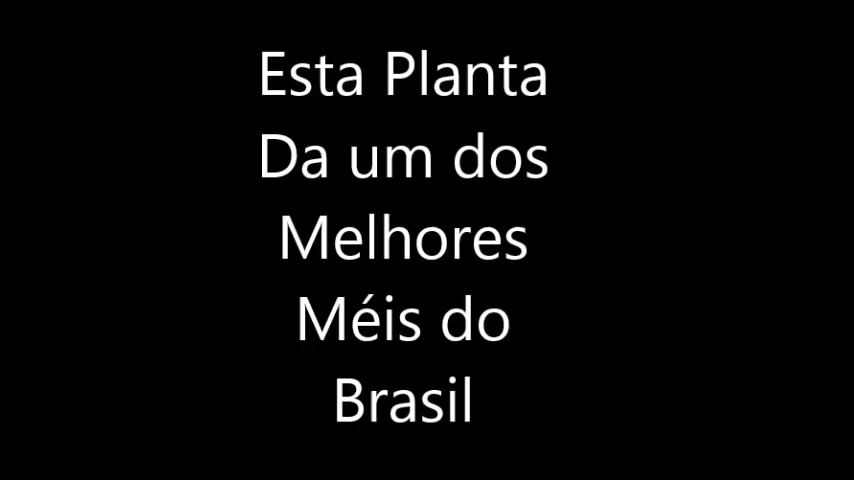 Esta Planta
Da um dos
Melhores
Méis do
Brasil